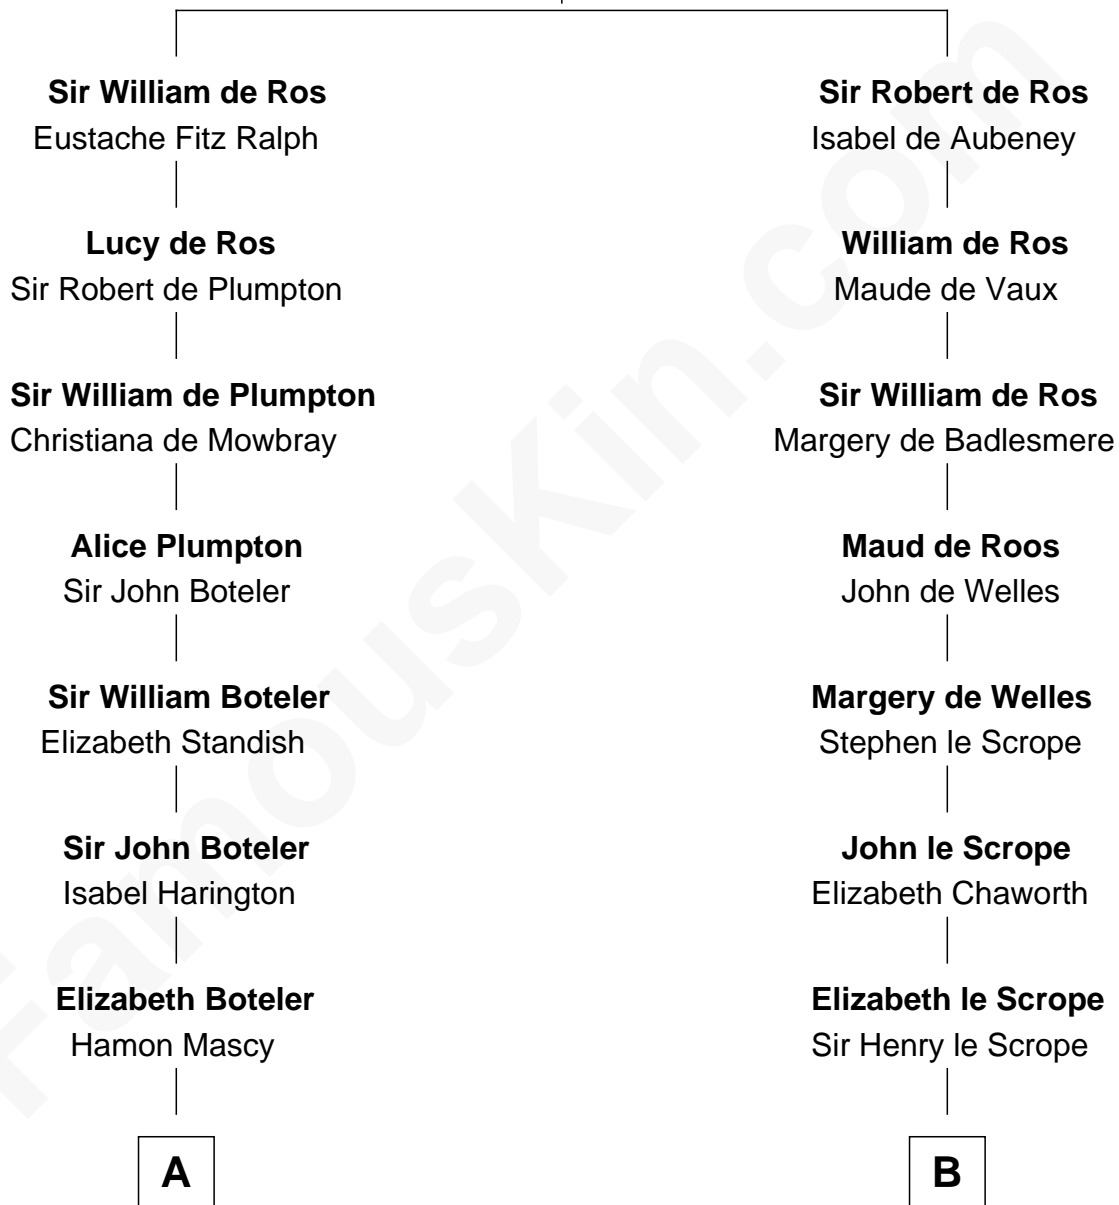 Sir William de Ros
Eustache Fitz Ralph
Lucy de Ros
Sir Robert de Plumpton
Sir William de Plumpton
Christiana de Mowbray
Alice Plumpton
Sir John Boteler
Sir William Boteler
Elizabeth Standish
Sir John Boteler
Isabel Harington
Elizabeth Boteler
Hamon Mascy
A
Sir Robert de Ros
Isabel de Aubeney
William de Ros
Maude de Vaux
Sir William de Ros
Margery de Badlesmere
Maud de Roos
John de Welles
Margery de Welles
Stephen le Scrope
John le Scrope
Elizabeth Chaworth
Elizabeth le Scrope
Sir Henry le Scrope
B
FamousKin.com